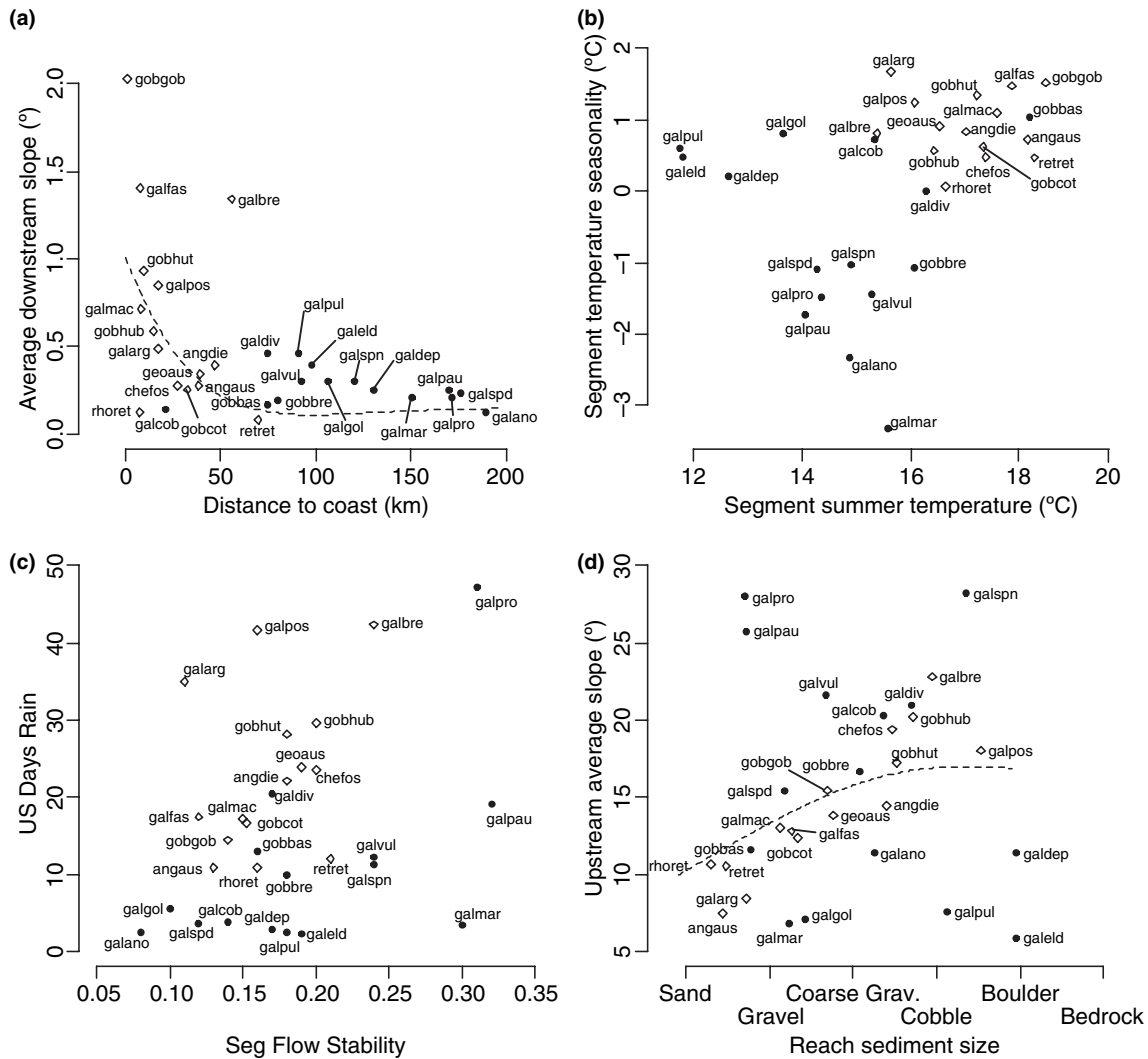 (a)
Average downstream slope (º)
2.0
1.5
1.0
0.5
0.0
gobgob
galfas
galbre
gobhut
galpos
galmac
gobhub
galarg
angdie
geoaus
chefos
angaus
rhoret
galcob
gobcot
gobbas
retret
gobbre
galdiv
galvul
galpul
galeld
galgol
galspn
galdep
galmar
galpau
galspd
galpro
galano
0
50
100
150
200
Distance to coast (km)
(b)
Segment temperature seasonality (ºC)
2
1
0
−1
−2
−3
galarg
galpos
gobhut
galfas
gobgob
galmac
gobbas
galgol
galbre
geoaus
angdie
angaus
galpul
galcob
gobhub
chefos
retret
galeld
galdep
rhoret
gobcot
galdiv
galspd
galspn
gobbre
galpro
galvul
galpau
galano
galmar
12
14
16
18
20
Segment summer temperature (ºC)
(c)
US Days Rain
50
40
30
20
10
0
galpro
galpos
galbre
galarg
gobhut
gobhub
geoaus
angdie
chefos
galdiv
galfas
galmac
gobcot
galpau
gobgob
gobbas
galvul
angaus
rhoret
retret
galspn
gobbre
galgol
galcob
galdep
galmar
galano
galspd
galpul
galeld
0.05
0.10
0.15
0.20
0.25
0.30
0.35
Seg Flow Stability
(d)
Upstream average slope (º)
30
25
20
15
10
5
galpro
galspn
galpau
galvul
galbre
galcob
galdiv
chefos
gobhub
gobhut
galpos
gobbre
gobgob
galspd
angdie
galmac
geoaus
galfas
gobbas
gobcot
galano
galdep
rhoret
retret
galarg
angaus
galmar
galgol
galpul
galeld
Sand
Gravel
Coarse Grav.
Cobble
Boulder
Bedrock
Reach sediment size